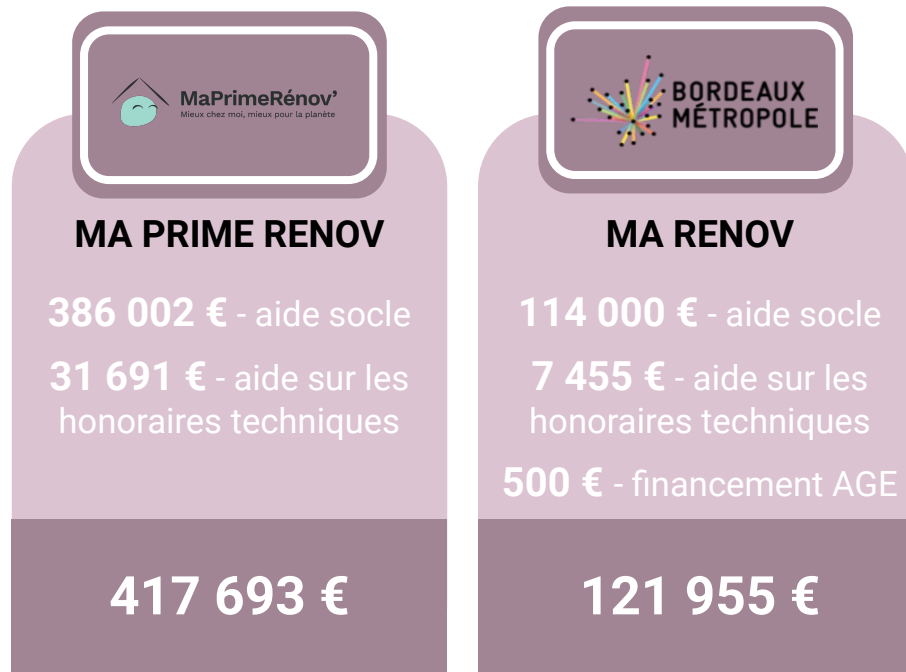 MaPrimeRénov’
Mieux chez moi, mieux pour la planète
MA PRIME RENOV
386 002 € - aide socle
31 691 € - aide sur les
honoraires techniques
417 693 €
BORDEAUX
MÉTROPOLE
MA RENOV
114 000 € - aide socle
7 455 € - aide sur les
honoraires techniques
500 € - financement AGE
121 955 €